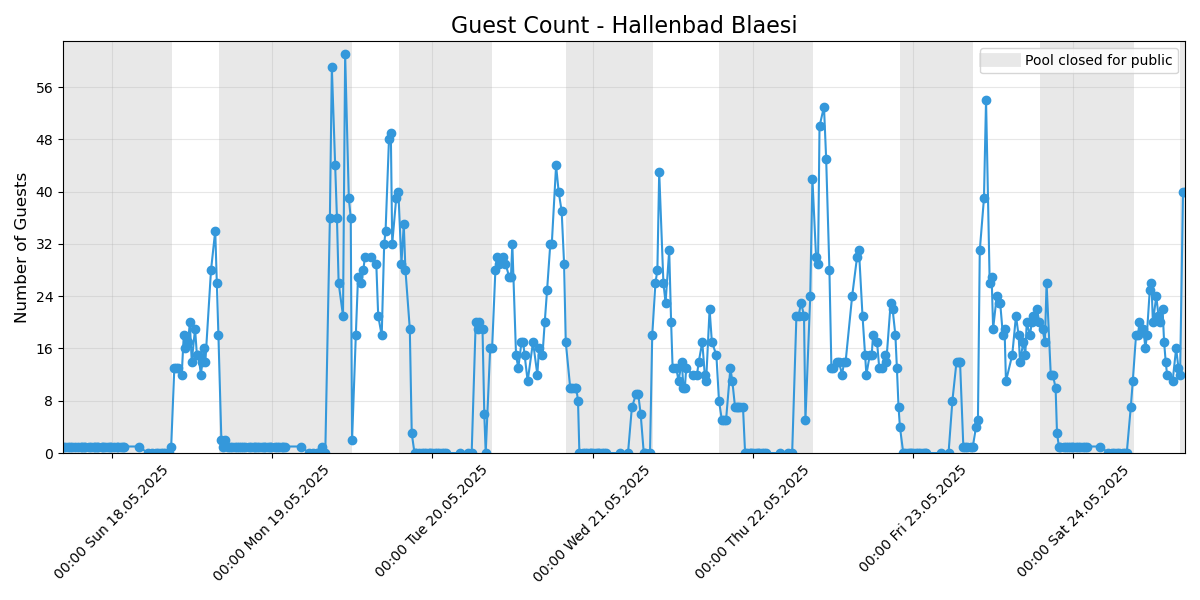 Guest Count - Hallenbad Blaesi
Pool closed for public
Number of Guests
56
48
40
32
24
16
8
0
00:00 Sun 18.05.2025
00:00 Mon 19.05.2025
00:00 Tue 20.05.2025
00:00 Wed 21.05.2025
00:00 Thu 22.05.2025
00:00 Fri 23.05.2025
00:00 Sat 24.05.2025